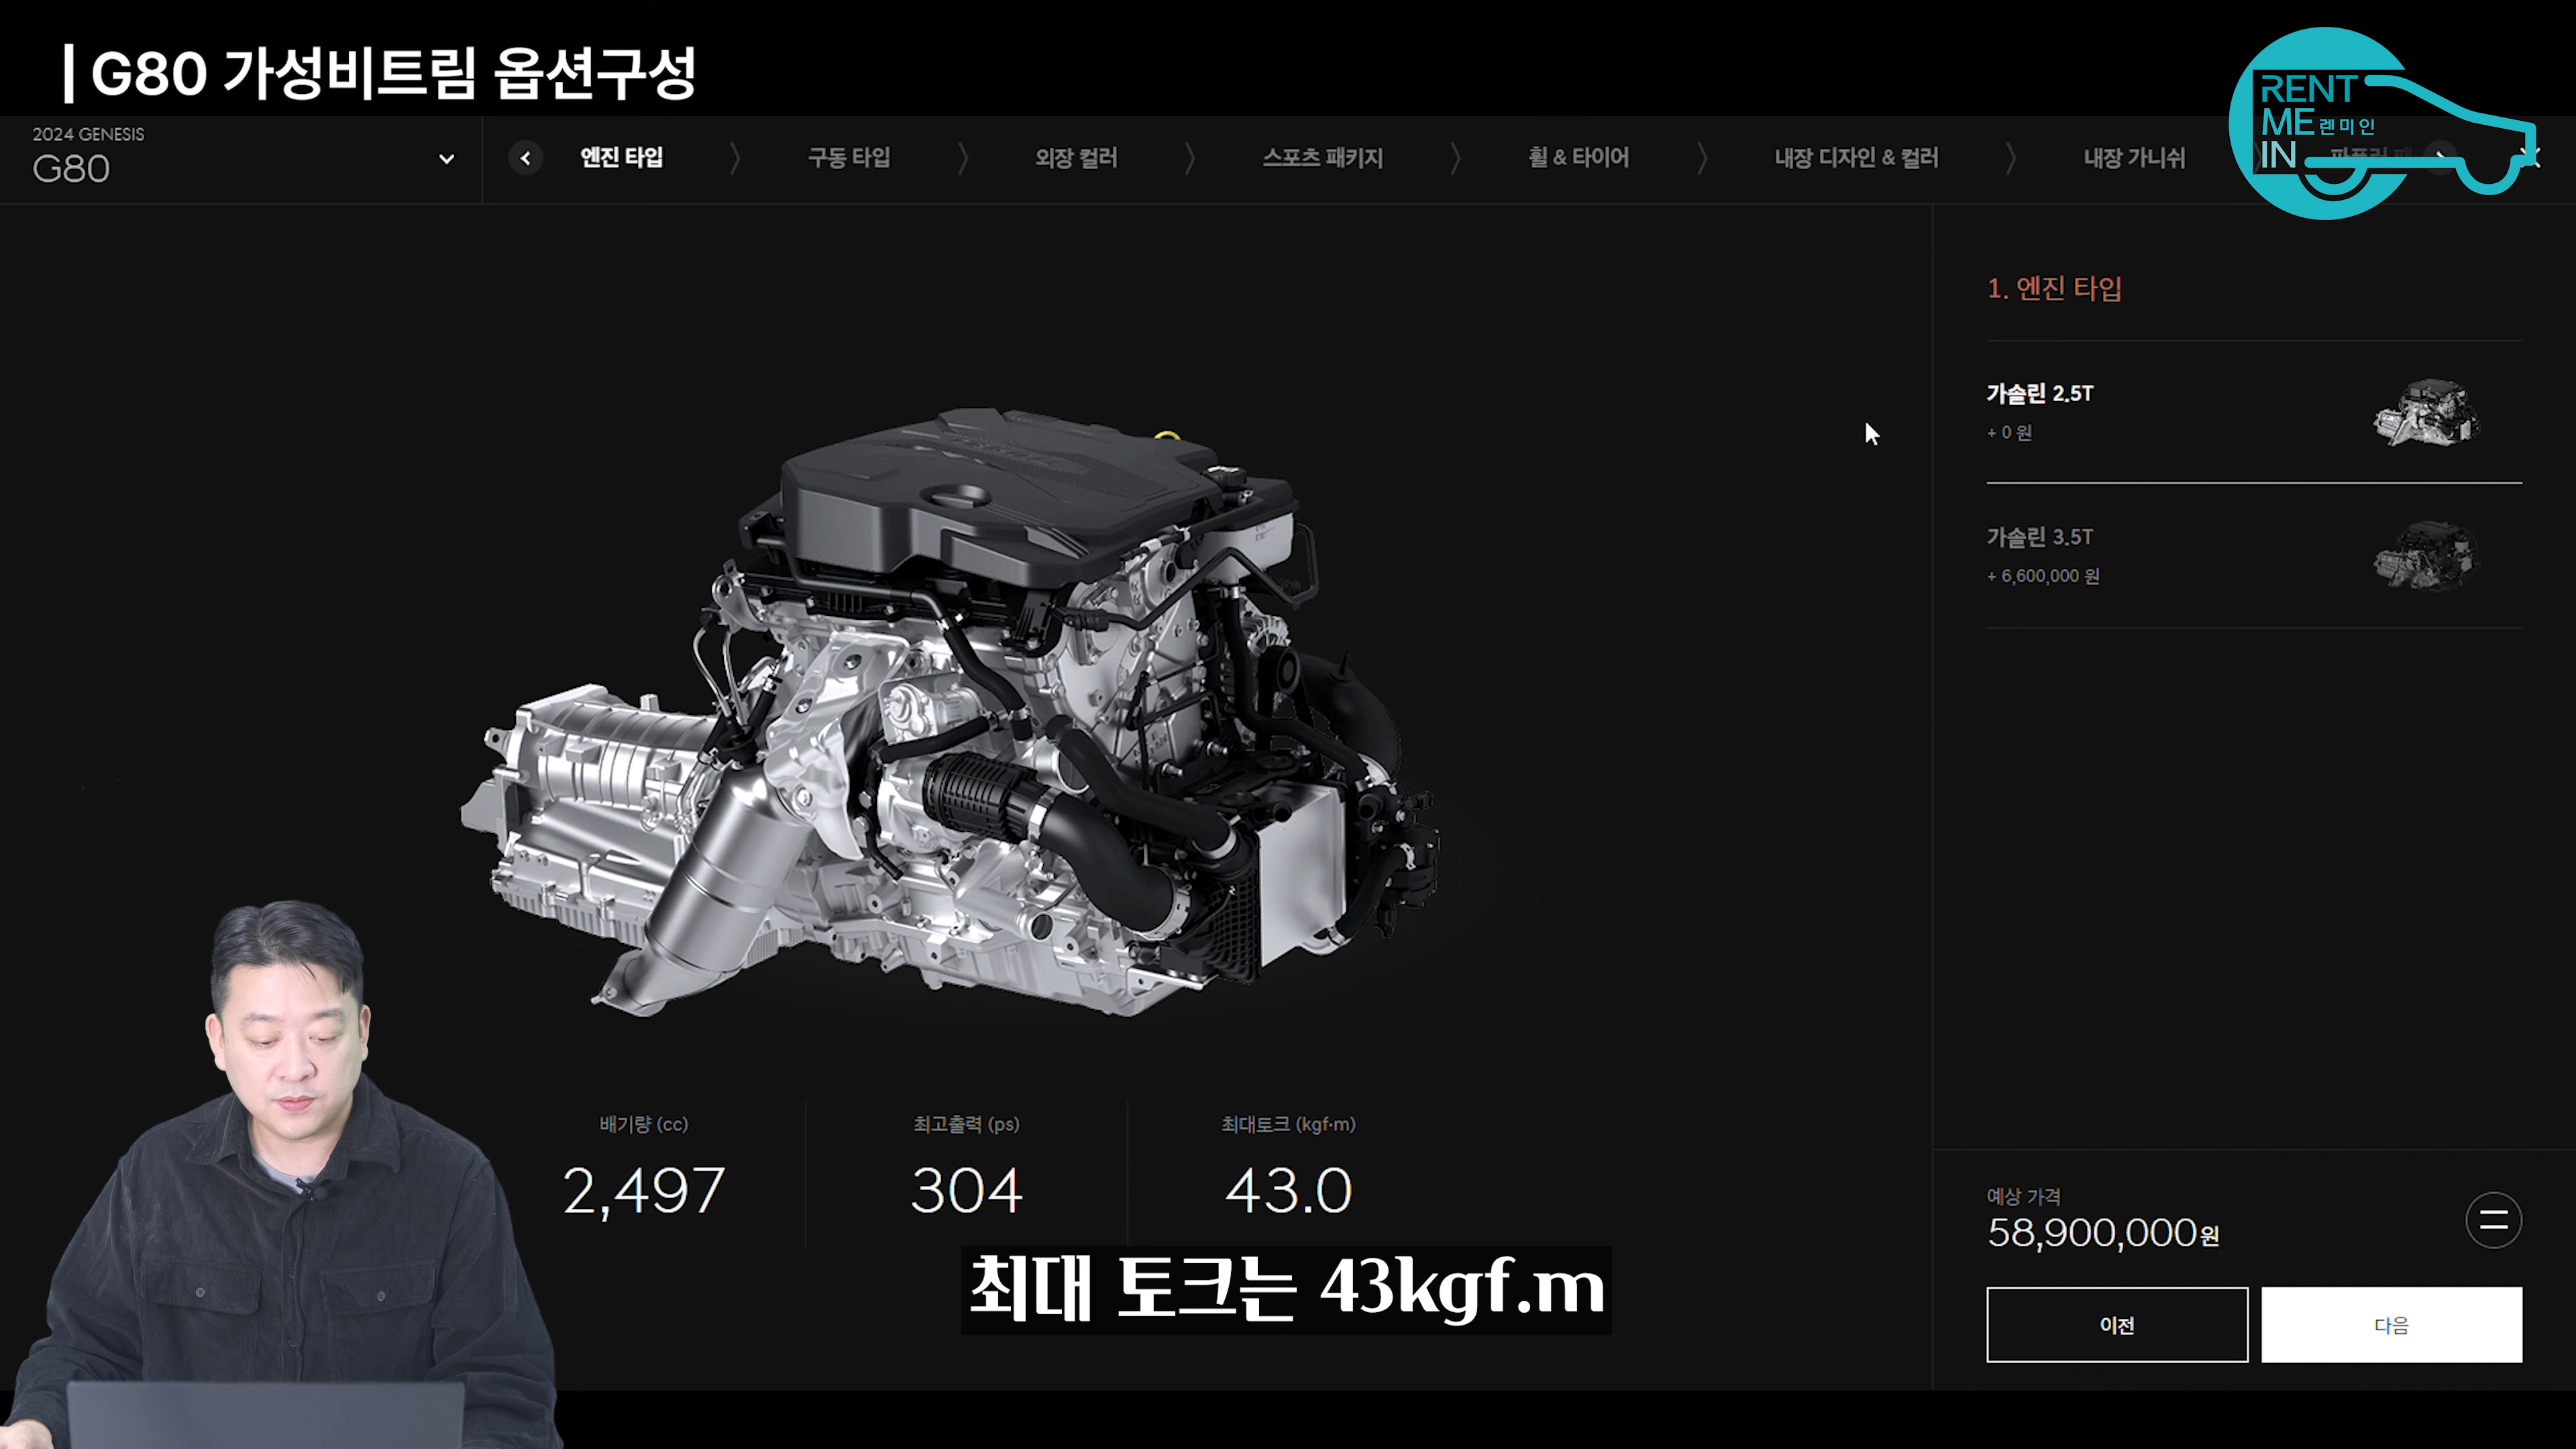 G80 가성비트림 옵션구성
RENT
ME 렌미인
IN
2024 GENESIS
G80
엔진 타입
구동 타입
외장 컬러
스포츠 패키지
휠 & 타이어
내장 디자인 & 컬러
내장 가니쉬
1. 엔진 타입
가솔린 2.5T
+ 0 원
가솔린 3.5T
+ 6,600,000 원
배기량 (cc)
2,497
최고출력 (ps)
304
최대토크 (kgf·m)
43.0
최대 토크는 43kgf.m
예상 가격
58,900,000원
이전
다음